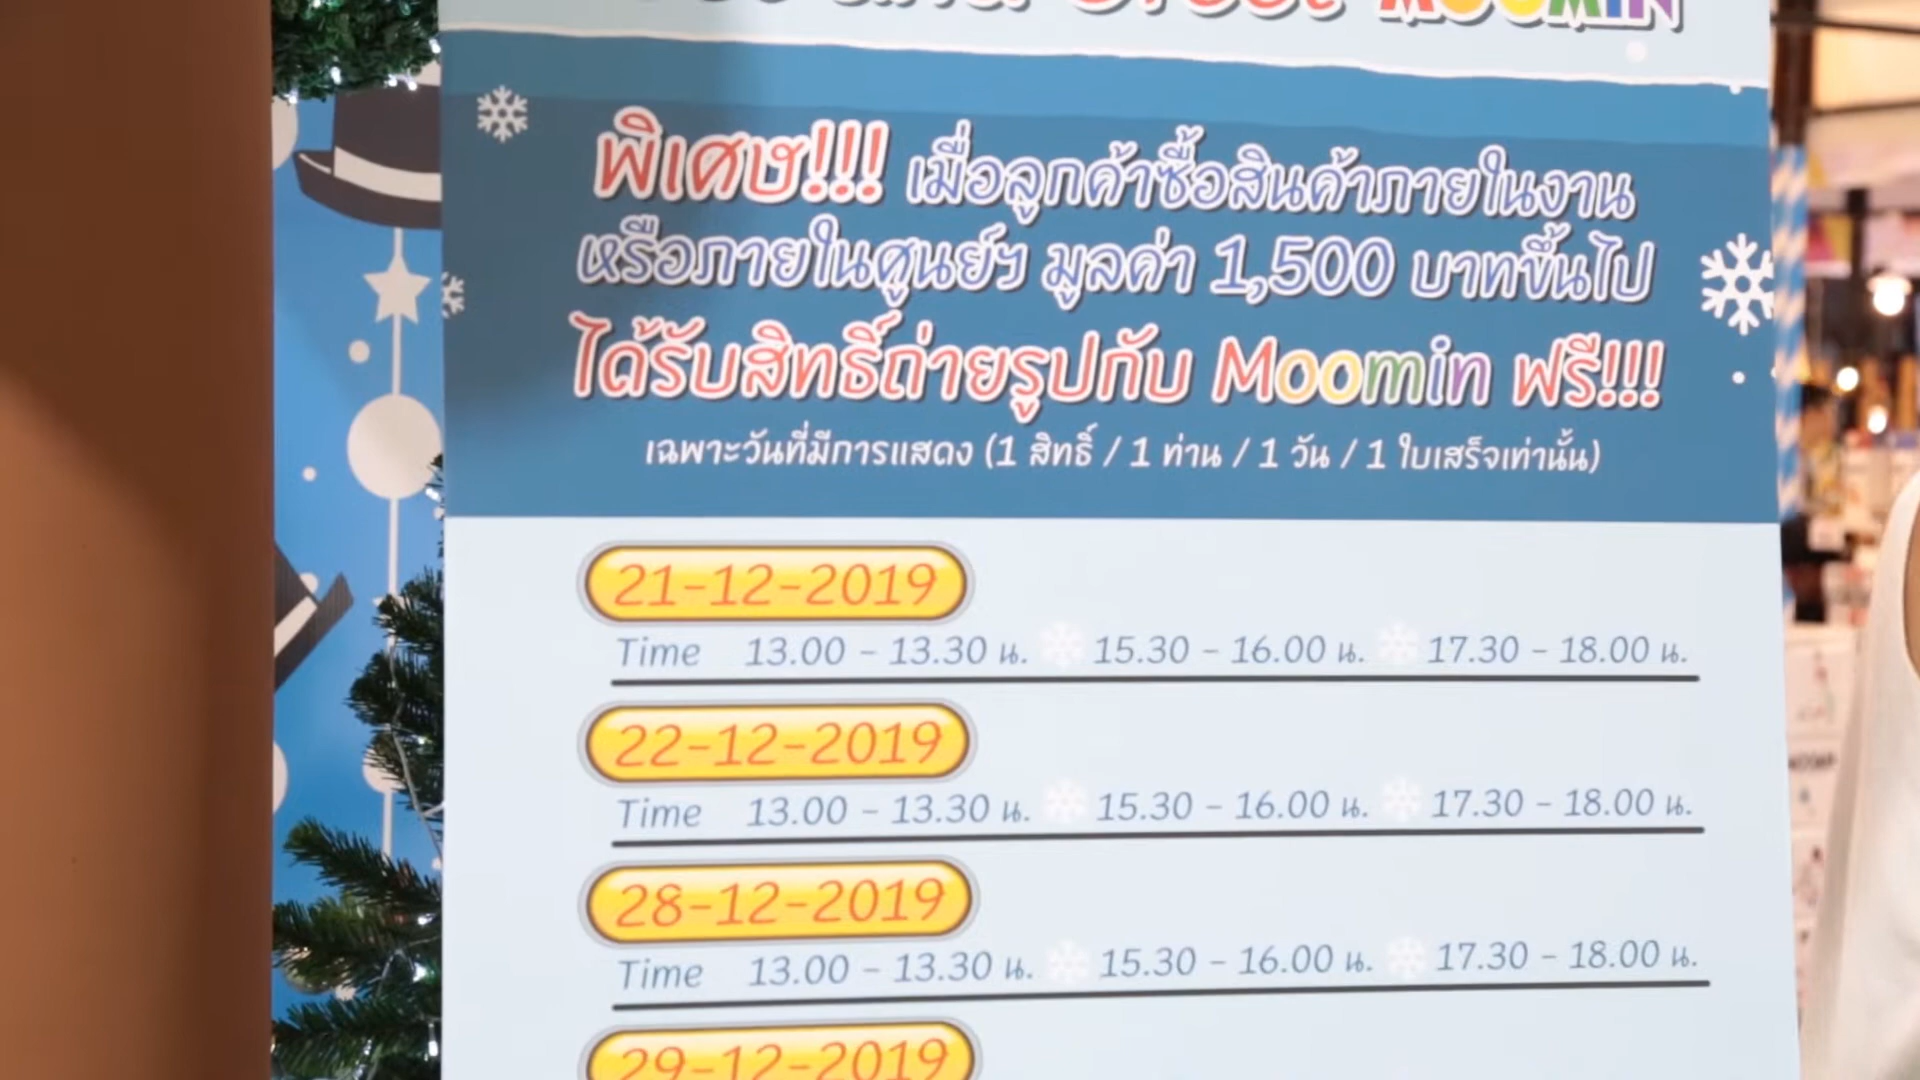 MOOMIN
พิเศษ!!! เมื่อลูกค้าซื้อสินค้าภายในงาน
หรือภายในศูนย์ฯ มูลค่า 1,500 บาทขึ้นไป
ได้รับสิทธิ์ถ่ายรูปกับ Moomin ฟรี!!!
เฉพาะวันที่มีการแสดง (1 สิทธิ์ / 1 ท่าน / 1 วัน / 1 ใบเสร็จเท่านั้น)
21-12-2019
Time 13.00 - 13.30 น. 15.30 - 16.00 น. 17.30 - 18.00 น.
22-12-2019
Time 13.00 - 13.30 น. 15.30 - 16.00 น. 17.30 - 18.00 น.
28-12-2019
Time 13.00 - 13.30 น. 15.30 - 16.00 น. 17.30 - 18.00 น.
29-12-2019